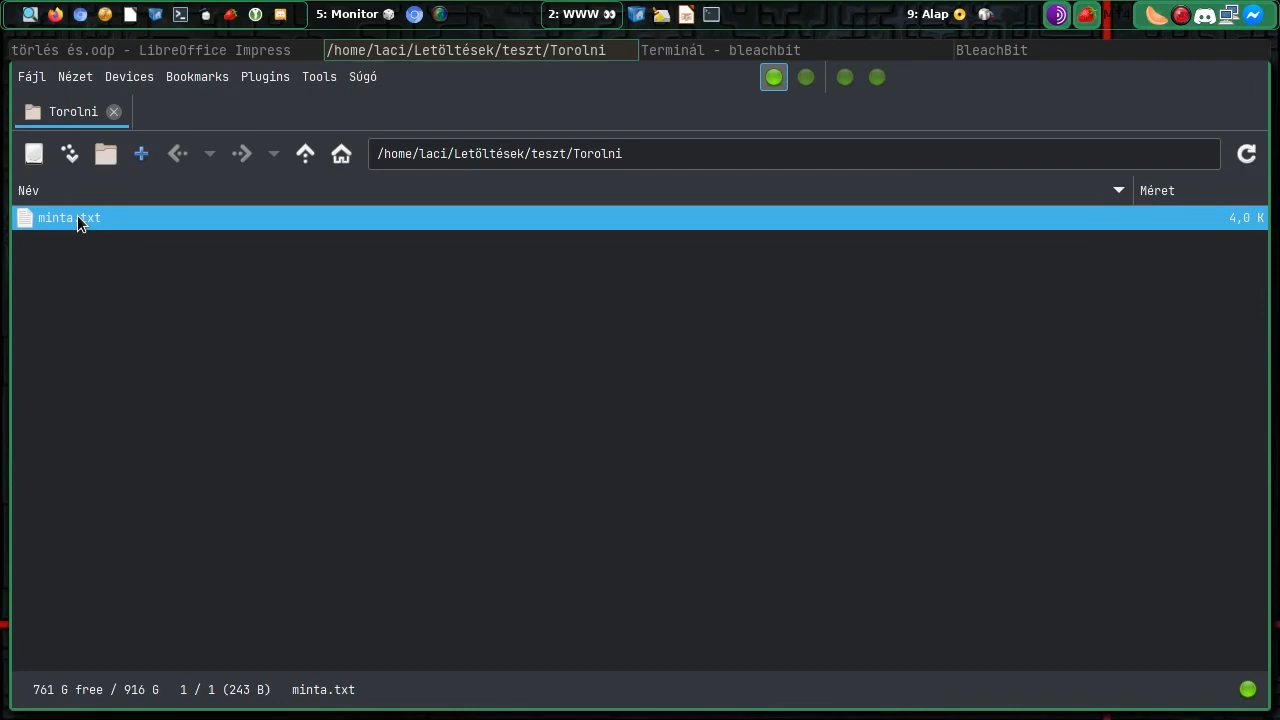 5: Monitor
2: WWW
9: Alap
törlés és.odp - LibreOffice Impress
/home/laci/Letöltések/teszt/Torolni
Terminál - bleachbit
BleachBit
Fájl Nézet Devices Bookmarks Plugins Tools Súgó
Torolni
/home/laci/Letöltések/teszt/Torolni
Név Méret
minta.txt 4,0 K
761 G free / 916 G 1 / 1 (243 B) minta.txt